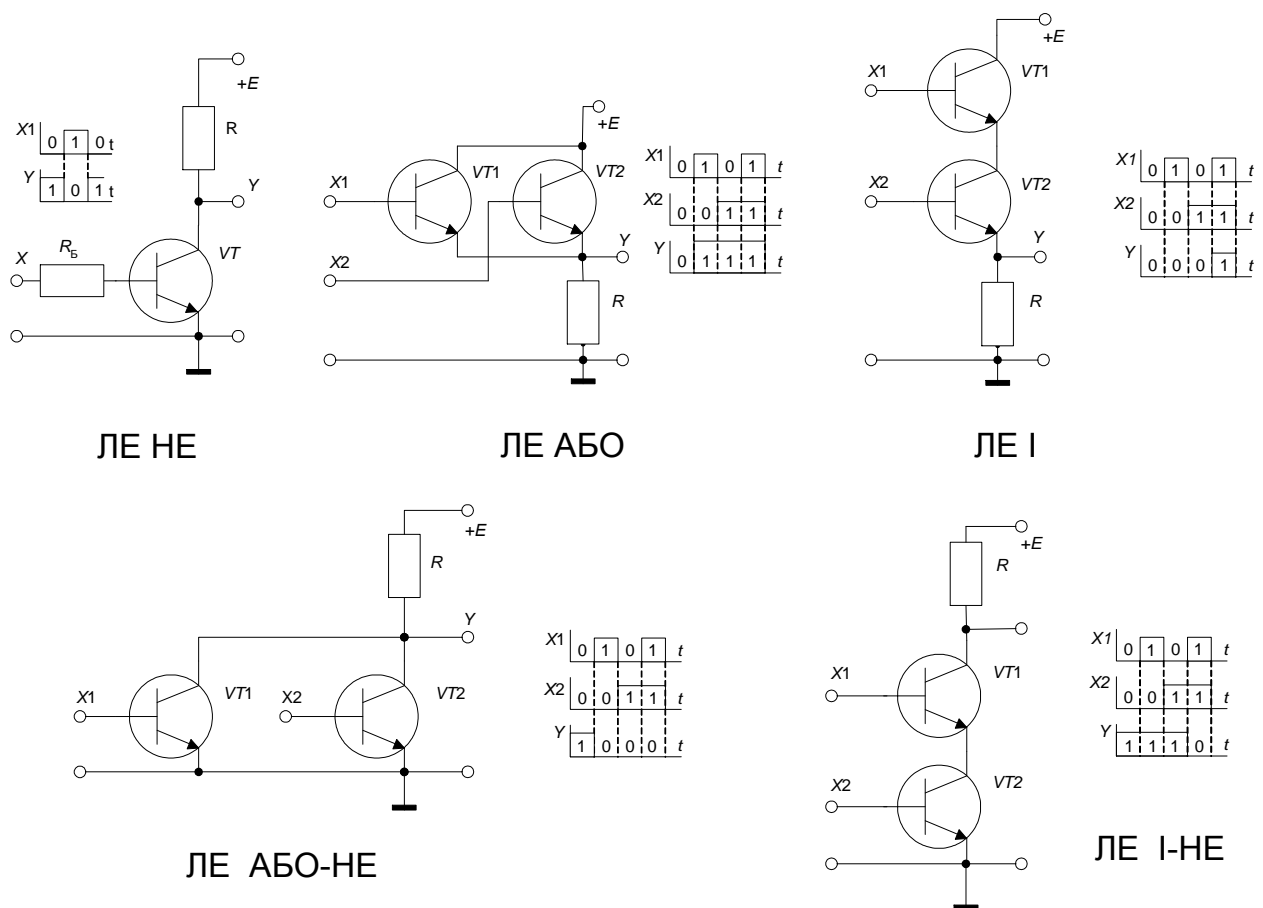 +E
R
X1 0 1 0 t
Y 1 0 1 t
Y
X
RБ
VT
ЛЕ НЕ
+E
X1
VT1
VT2
X2
Y
R
X1 0 1 0 1 t
X2 0 0 1 1 t
Y 0 1 1 1 t
ЛЕ АБО
+E
X1
VT1
X2
VT2
Y
R
X1 0 1 0 1 t
X2 0 0 1 1 t
Y 0 0 0 1 t
ЛЕ І
+E
R
Y
X1
VT1
X2
VT2
X1 0 1 0 1 t
X2 0 0 1 1 t
Y 1 0 0 0 t
ЛЕ АБО-НЕ
+E
R
X1
VT1
X2
VT2
X1 0 1 0 1 t
X2 0 0 1 1 t
Y 1 1 1 0 t
ЛЕ І-НЕ